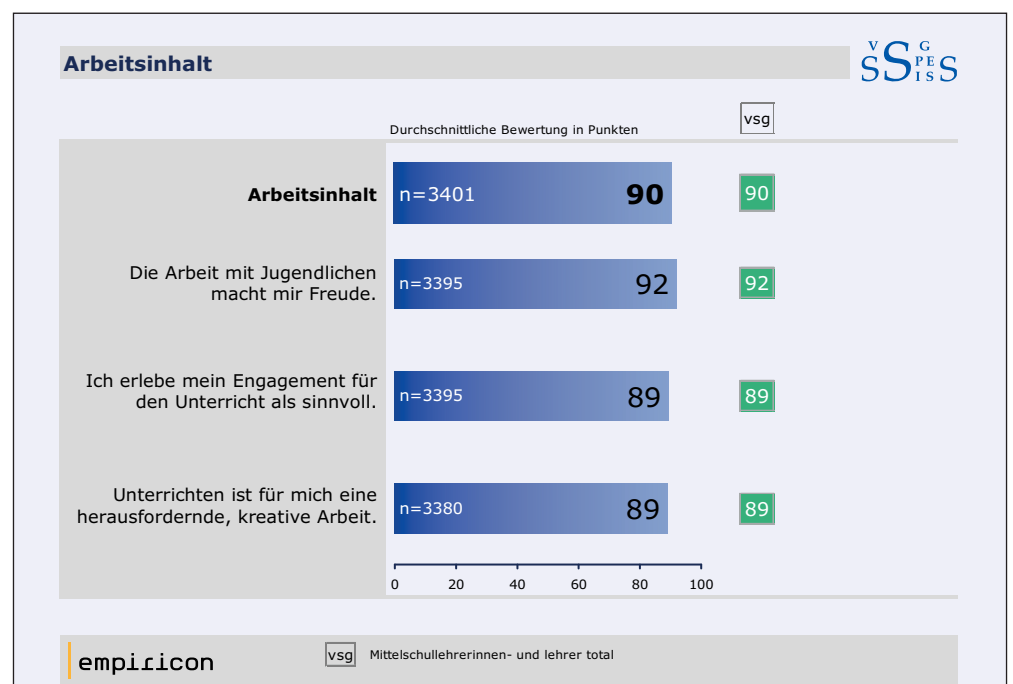 Arbeitsinhalt
V S G
S S PE S
I S
Durchschnittliche Bewertung in Punkten
vsg
Arbeitsinhalt
n=3401
90
90
Die Arbeit mit Jugendlichen
macht mir Freude.
n=3395
92
92
Ich erlebe mein Engagement für
den Unterricht als sinnvoll.
n=3395
89
89
Unterrichten ist für mich eine
herausfordernde, kreative Arbeit.
n=3380
89
89
0 20 40 60 80 100
empiricon
vsg Mittelschullehrerinnen- und lehrer total